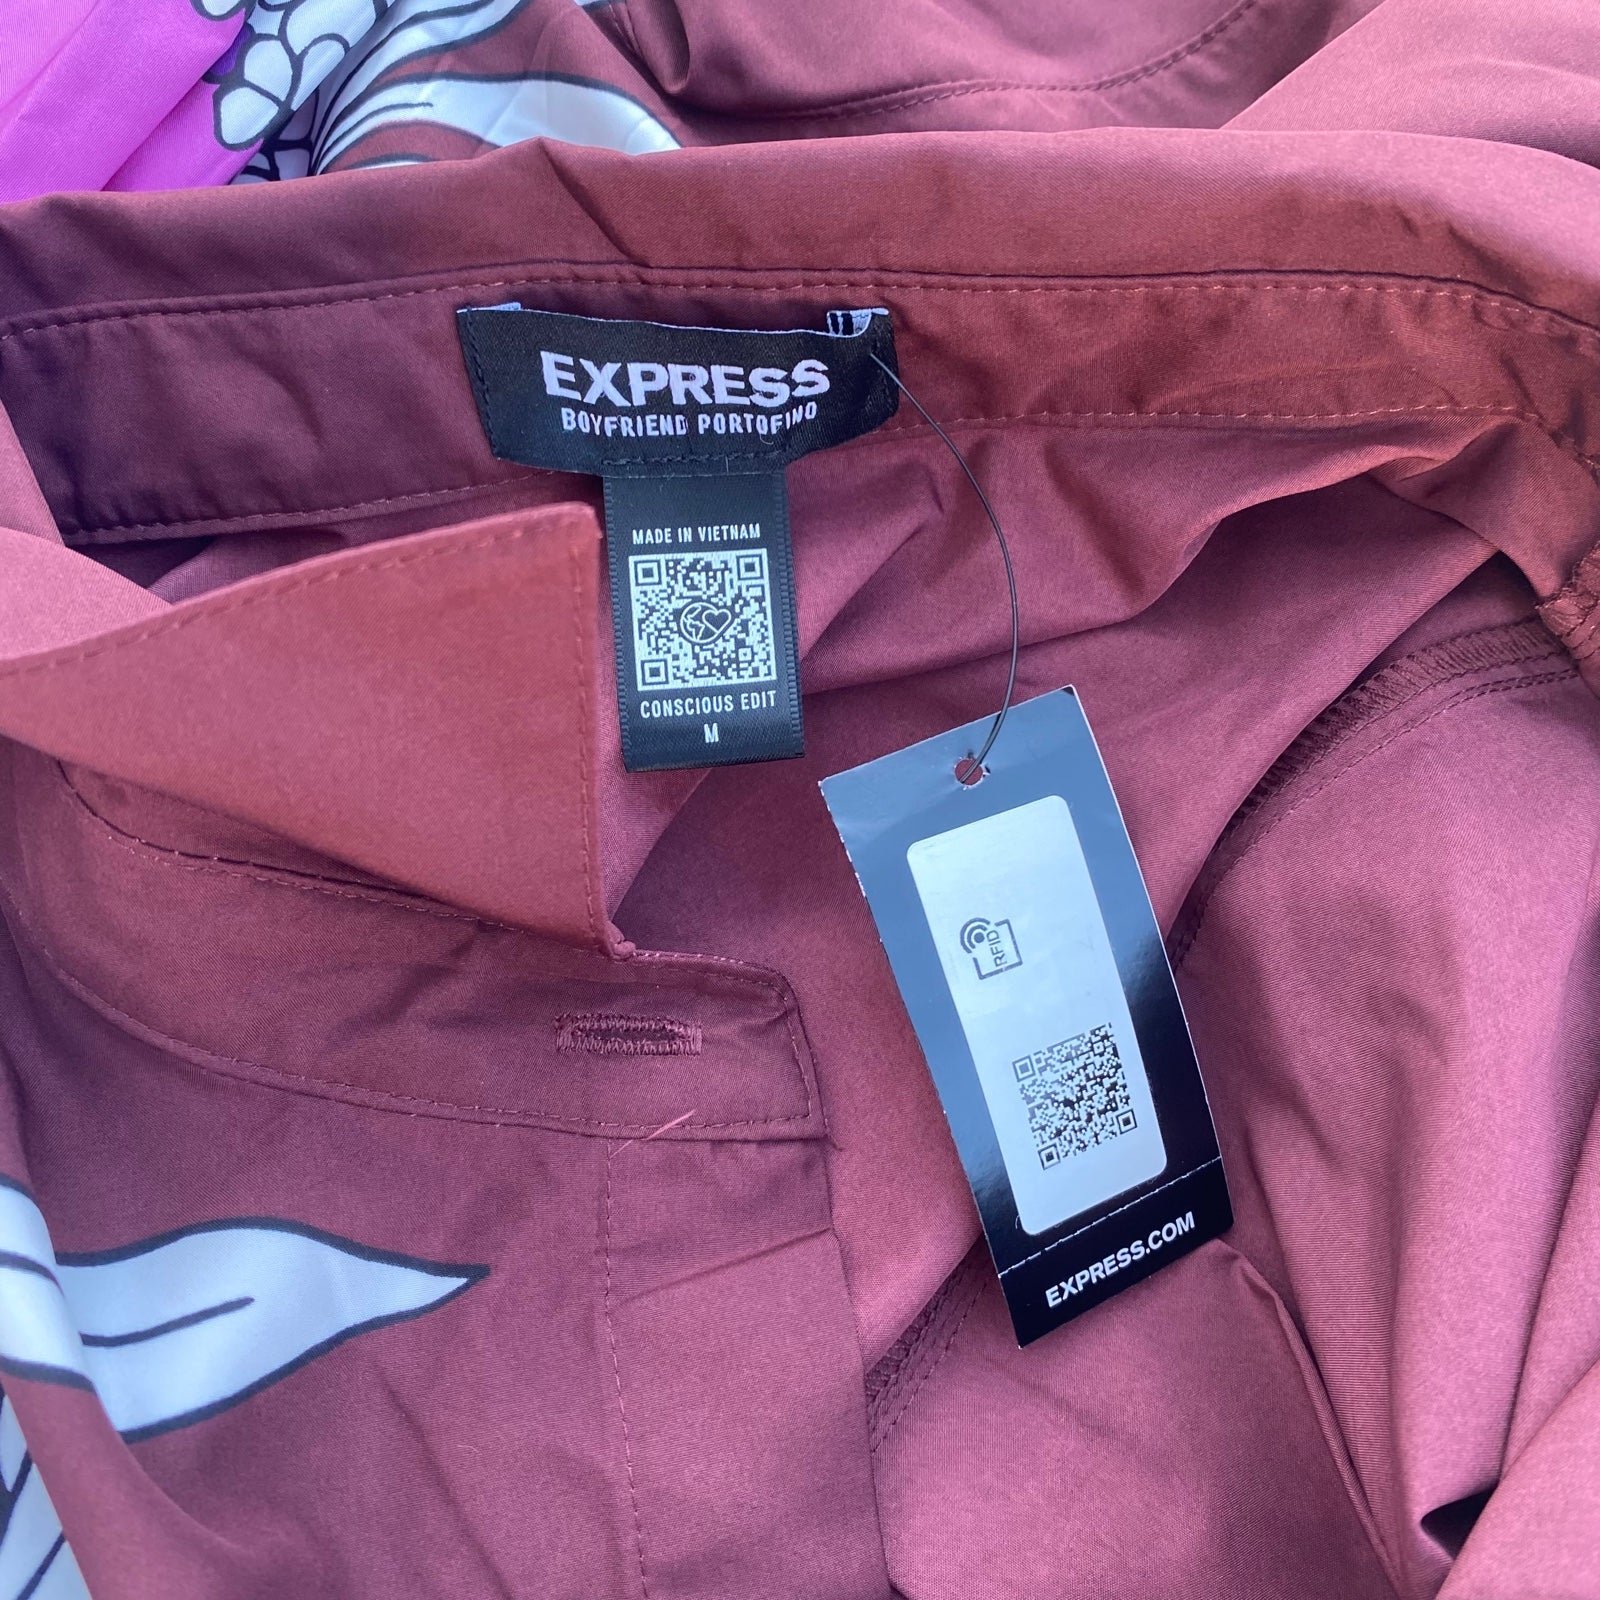 EXPRESS
BOYFRIEND PORTOFINO
MADE IN VIETNAM
CONSCIOUS EDIT
M
RFID
EXPRESS.COM